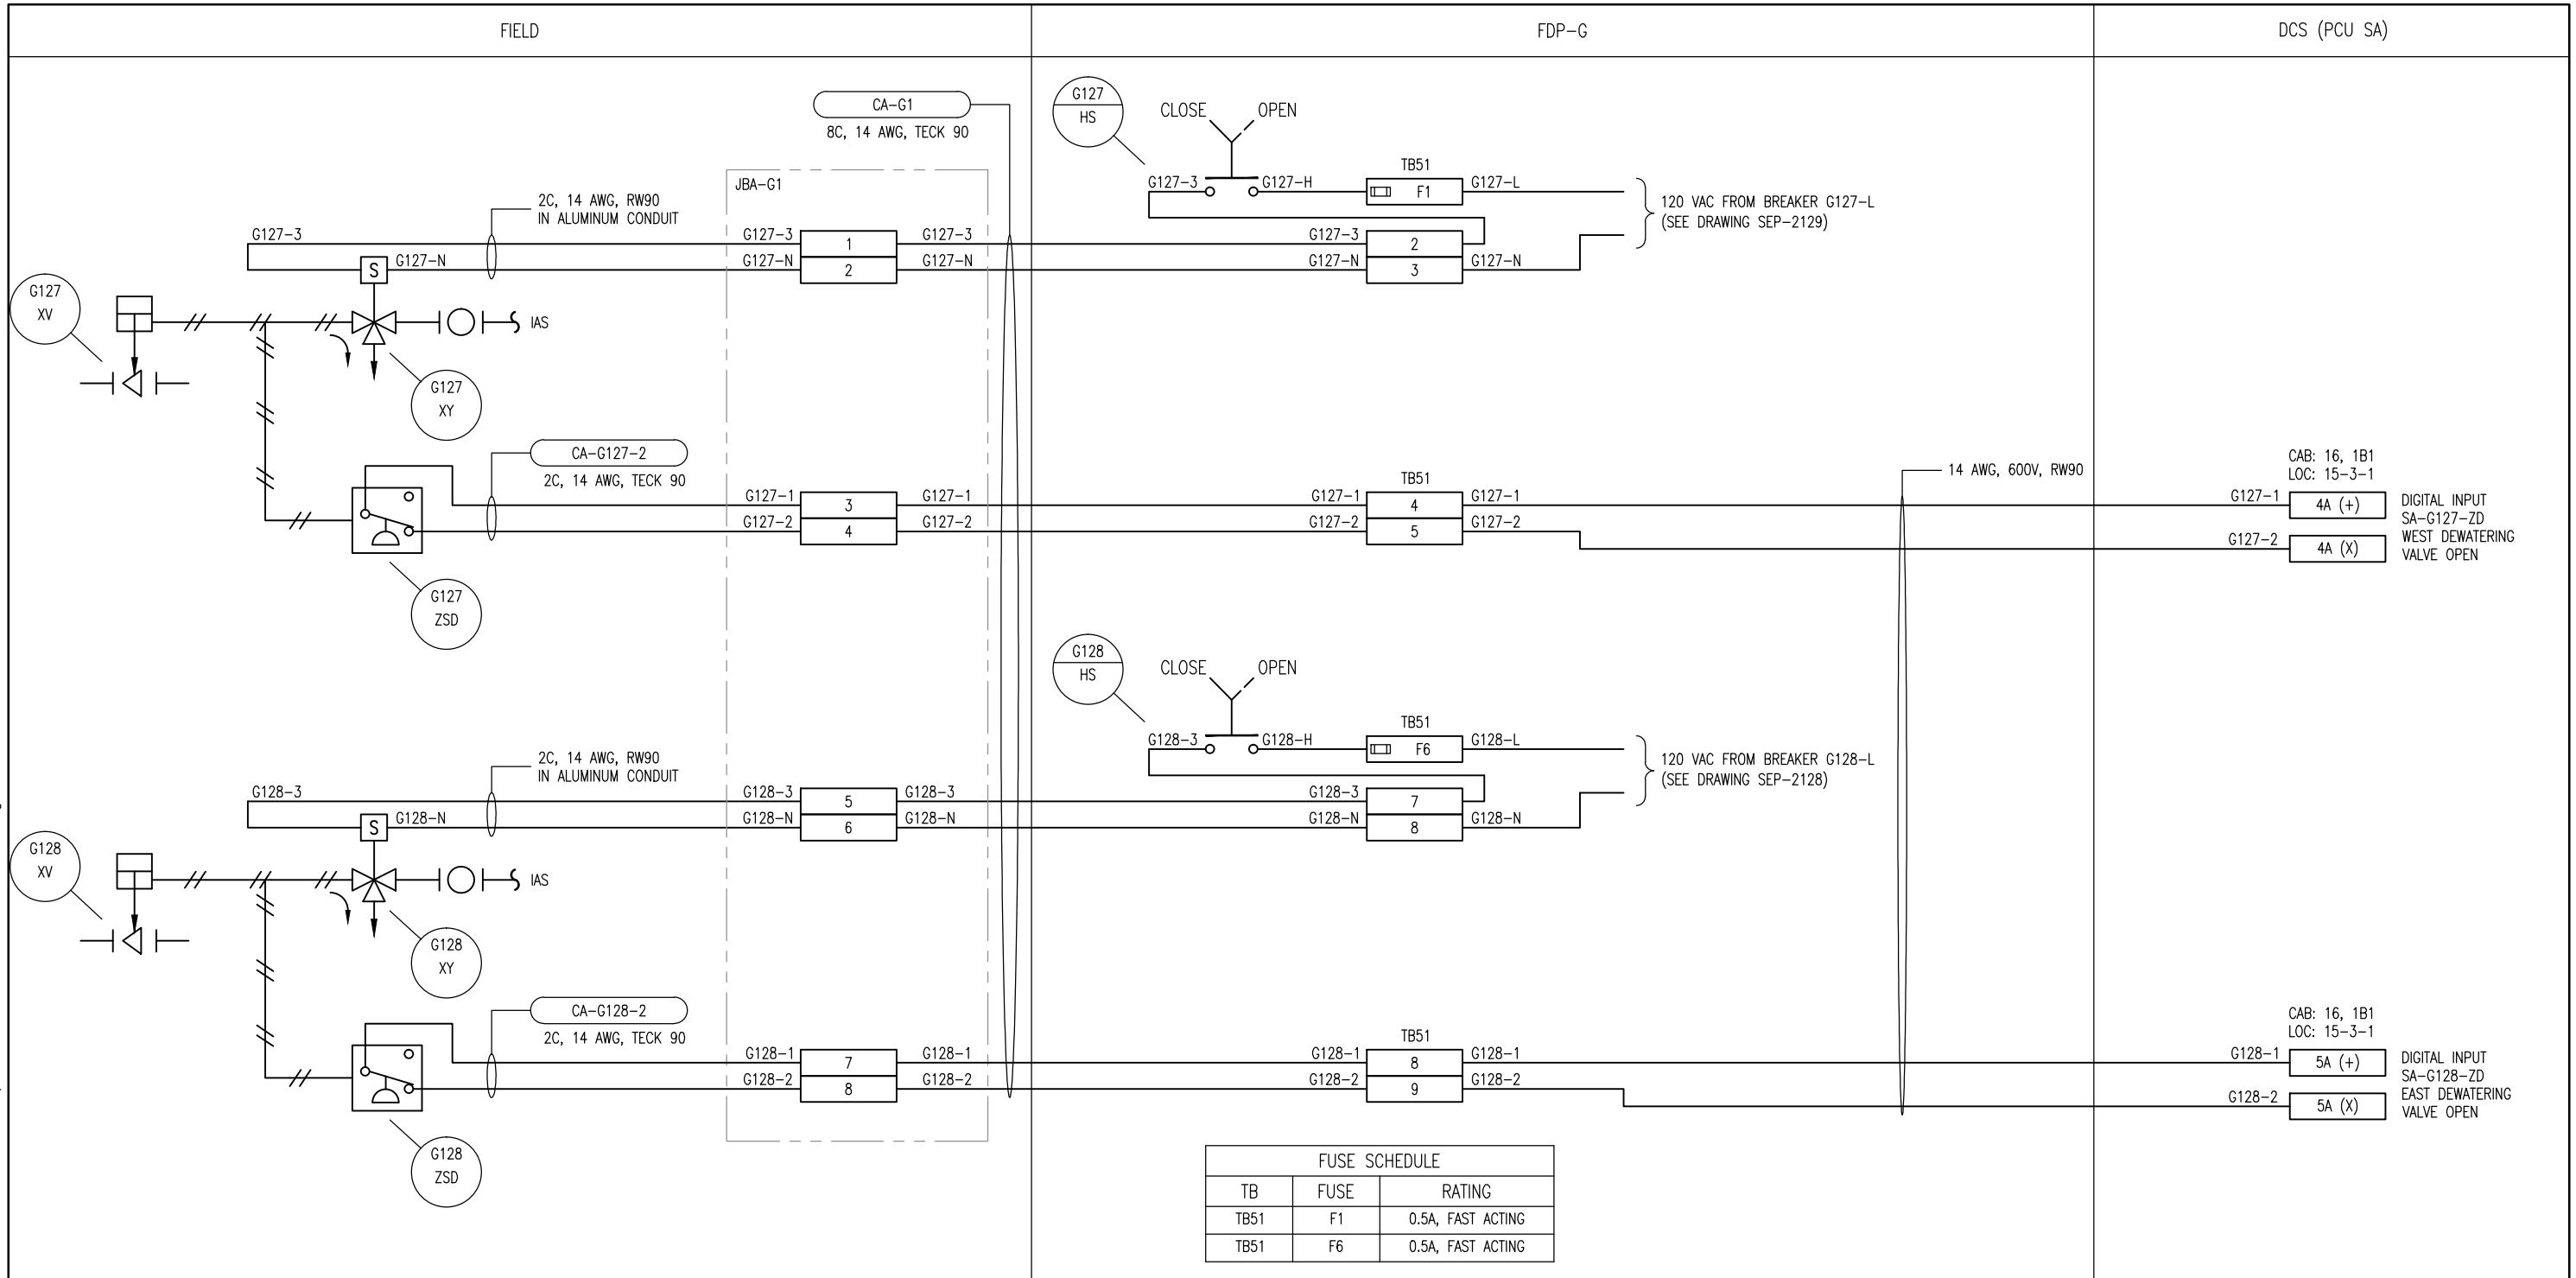 FIELD
FDP-G
DCS (PCU SA)
CA-G1
8C, 14 AWG, TECK 90
G127
HS
CLOSE
OPEN
TB51
G127-3
G127-H
F1
G127-L
120 VAC FROM BREAKER G127-L
(SEE DRAWING SEP-2129)
JBA-G1
2C, 14 AWG, RW90
IN ALUMINUM CONDUIT
G127-3
G127-3
1
G127-3
G127-3
2
S
G127-N
G127-N
2
G127-N
G127-N
3
G127-N
G127
XV
IAS
G127
XY
CA-G127-2
2C, 14 AWG, TECK 90
TB51
14 AWG, 600V, RW90
CAB: 16, 1B1
LOC: 15-3-1
G127-1
3
G127-1
G127-1
4
G127-1
G127-1
4A (+)
G127-2
4
G127-2
G127-2
5
G127-2
G127-2
4A (X)
DIGITAL INPUT
SA-G127-ZD
WEST DEWATERING
VALVE OPEN
G127
ZSD
G128
HS
CLOSE
OPEN
TB51
G128-3
G128-H
F6
G128-L
120 VAC FROM BREAKER G128-L
(SEE DRAWING SEP-2128)
2C, 14 AWG, RW90
IN ALUMINUM CONDUIT
G128-3
G128-3
5
G128-3
G128-3
7
S
G128-N
G128-N
6
G128-N
G128-N
8
G128-N
G128
XV
IAS
G128
XY
CA-G128-2
2C, 14 AWG, TECK 90
TB51
CAB: 16, 1B1
LOC: 15-3-1
G128-1
7
G128-1
G128-1
8
G128-1
G128-1
5A (+)
G128-2
8
G128-2
G128-2
9
G128-2
G128-2
5A (X)
DIGITAL INPUT
SA-G128-ZD
EAST DEWATERING
VALVE OPEN
G128
ZSD
FUSE SCHEDULE
TB FUSE RATING
TB51 F1 0.5A, FAST ACTING
TB51 F6 0.5A, FAST ACTING